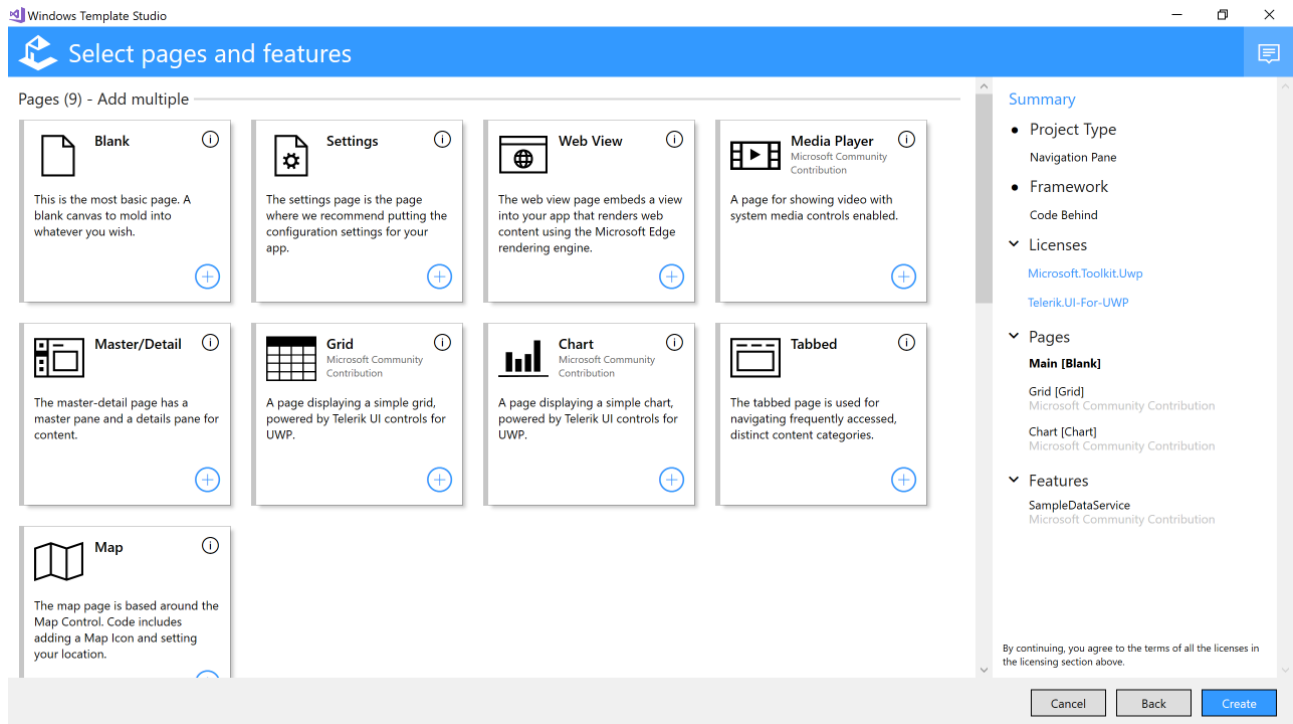 Windows Template Studio
Select pages and features
Pages (9) - Add multiple
Blank
This is the most basic page. A
blank canvas to mold into
whatever you wish.
Settings
The settings page is the page
where we recommend putting the
configuration settings for your
app.
Web View
The web view page embeds a view
into your app that renders web
content using the Microsoft Edge
rendering engine.
Media Player
Microsoft Community
Contribution
A page for showing video with
system media controls enabled.
Master/Detail
The master-detail page has a
master pane and a details pane for
content.
Grid
Microsoft Community
Contribution
A page displaying a simple grid,
powered by Telerik UI controls for
UWP.
Chart
Microsoft Community
Contribution
A page displaying a simple chart,
powered by Telerik UI controls for
UWP.
Tabbed
The tabbed page is used for
navigating frequently accessed,
distinct content categories.
Map
The map page is based around the
Map Control. Code includes
adding a Map Icon and setting
your location.
Summary
Project Type
Navigation Pane
Framework
Code Behind
Licenses
Microsoft.Toolkit.Uwp
Telerik.UI-For-UWP
Pages
Main [Blank]
Grid [Grid]
Microsoft Community Contribution
Chart [Chart]
Microsoft Community Contribution
Features
SampleDataService
Microsoft Community Contribution
By continuing, you agree to the terms of all the licenses in
the licensing section above.
Cancel
Back
Create